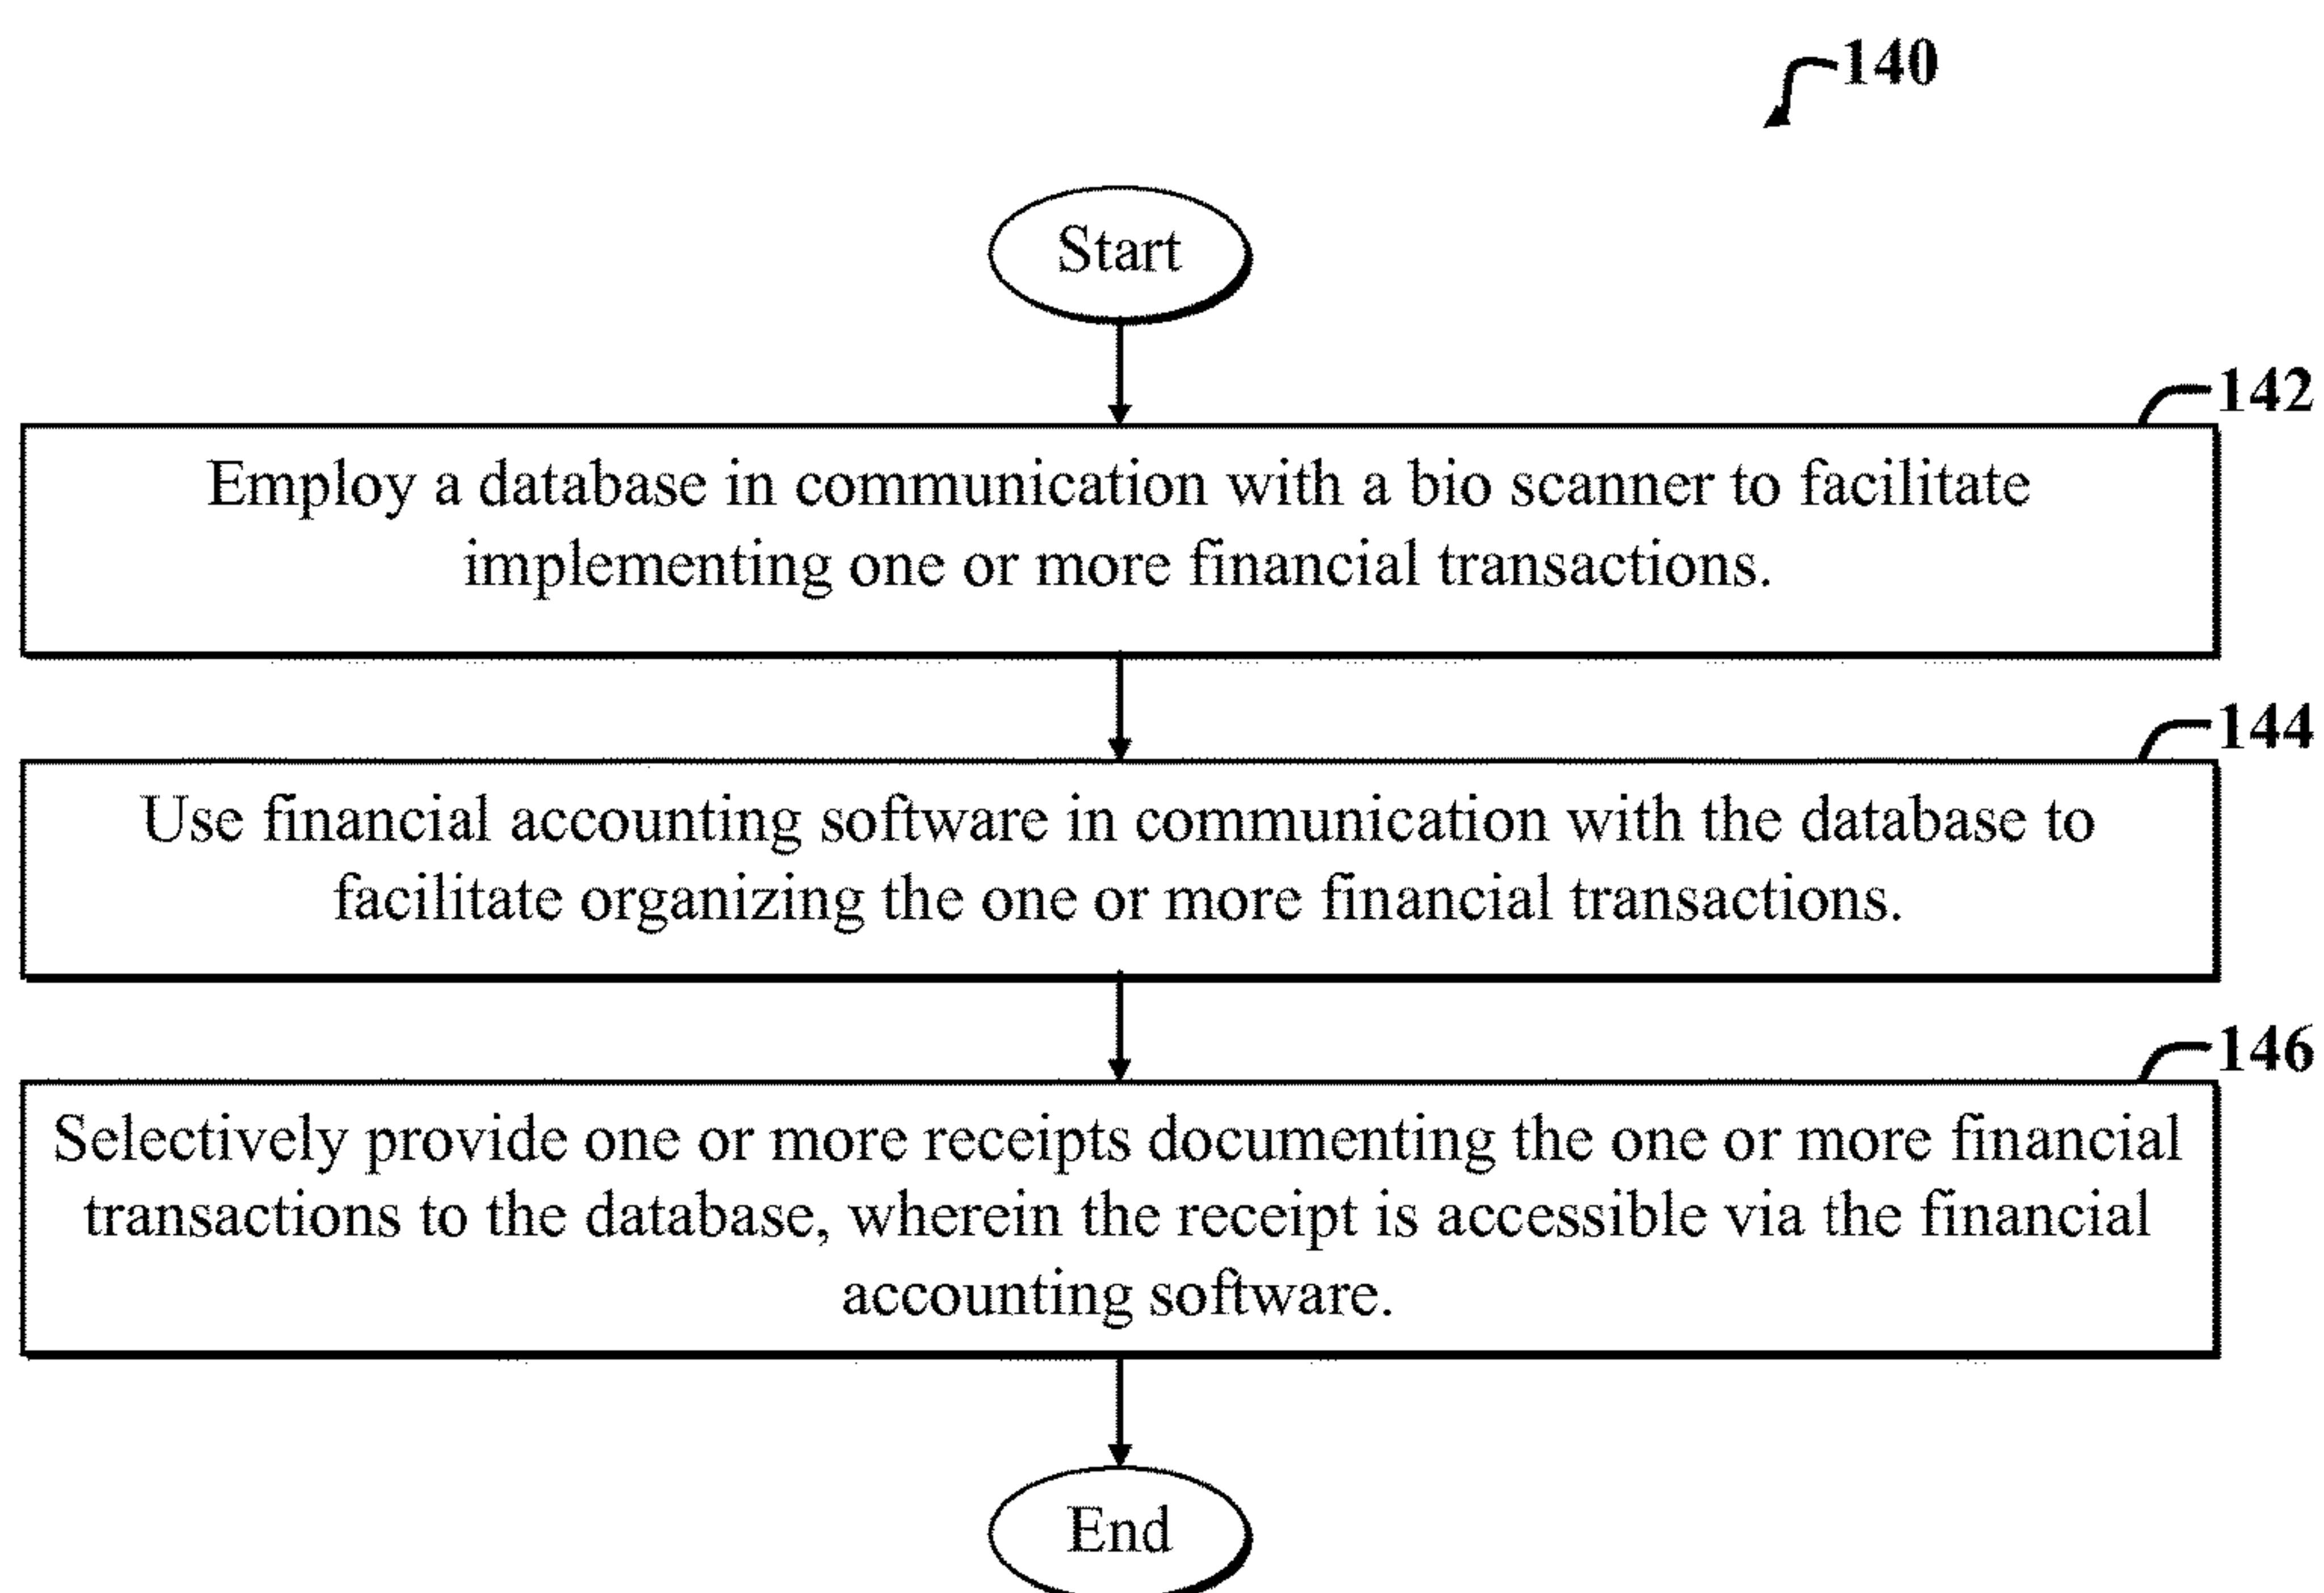 140
Start
142
Employ a database in communication with a bio scanner to facilitate
implementing one or more financial transactions.
144
Use financial accounting software in communication with the database to
facilitate organizing the one or more financial transactions.
146
Selectively provide one or more receipts documenting the one or more financial
transactions to the database, wherein the receipt is accessible via the financial
accounting software.
End